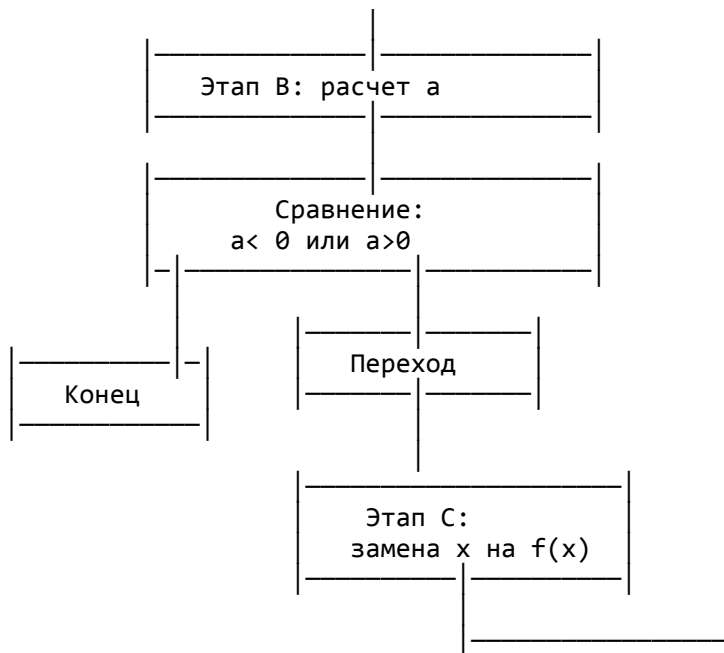 Этап В: расчет а
Сравнение:
а< 0 или а>0
Переход
Конец
Этап С:
замена х на f(x)